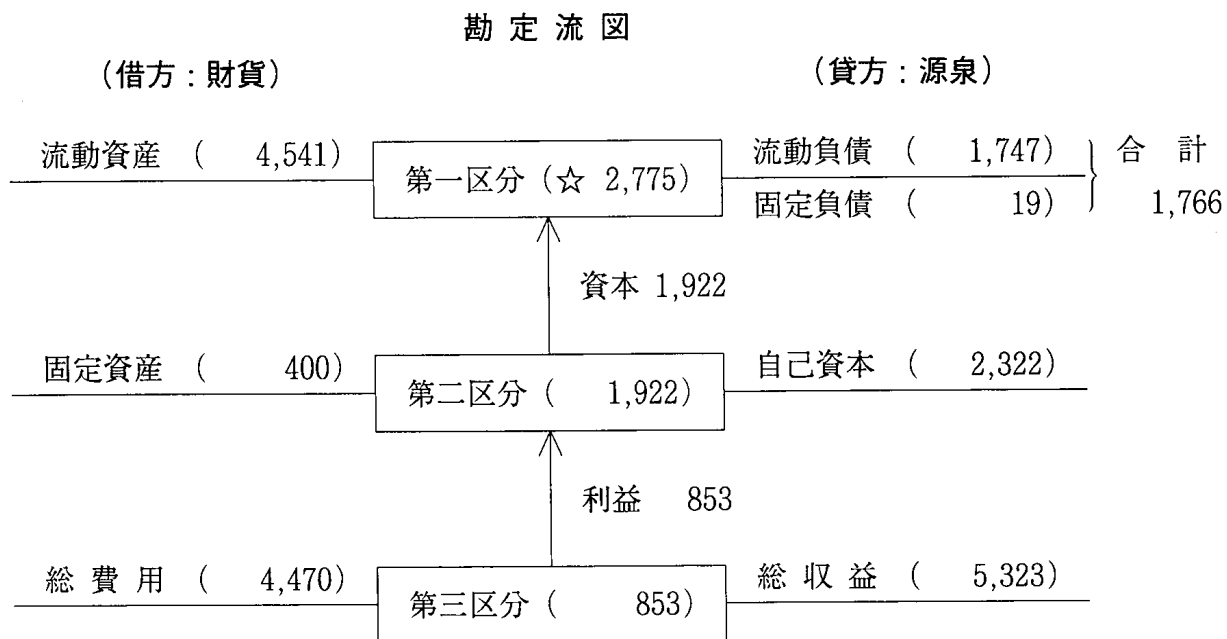 勘定流図
（借方：財貨）　（貸方：源泉）
流動資産（　4,541）　第一区分（☆ 2,775）　流動負債（　1,747）　合計
固定負債（　19）　1,766
資本 1,922
固定資産（　400）　第二区分（　1,922）　自己資本（　2,322）
利益　853
総費用（　4,470）　第三区分（　853）　総収益（　5,323）